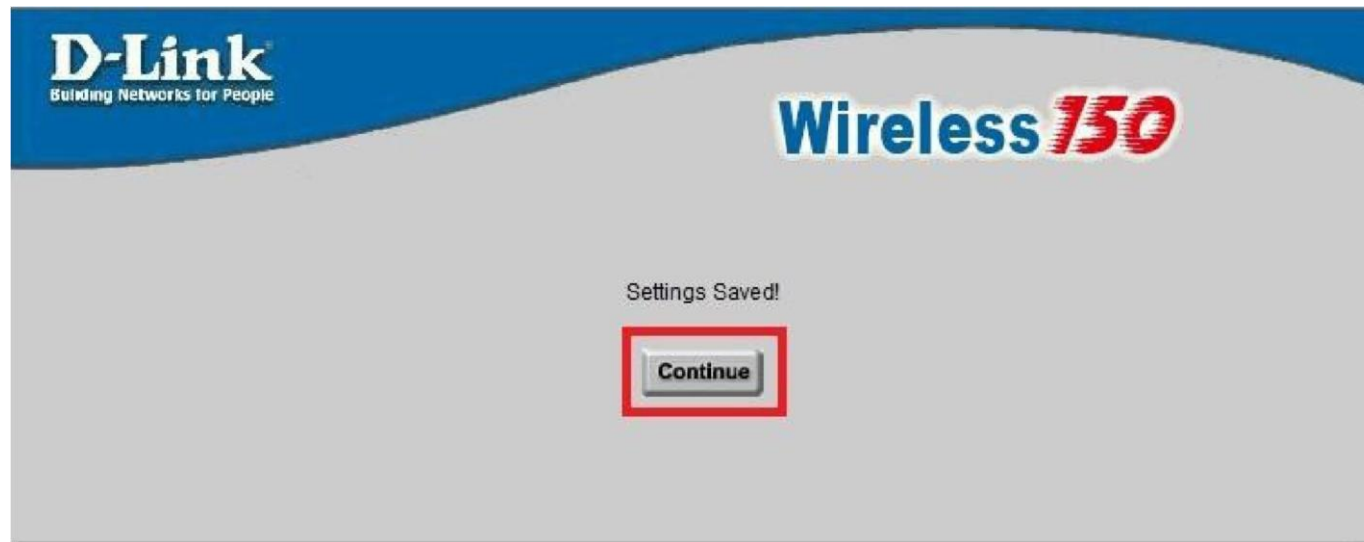 D-Link
Building Networks for People
Wireless 150
Settings Saved!
Continue